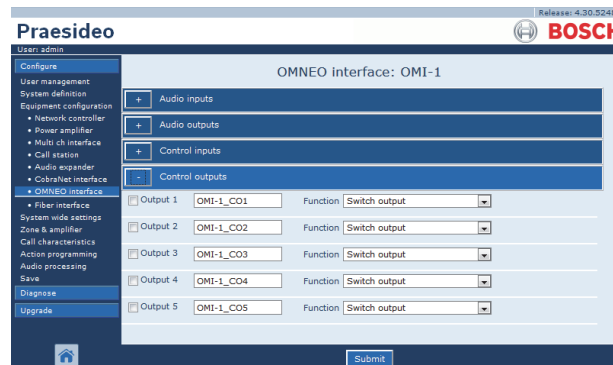 Release: 4.30.524
Praesideo
BOSCH
User: admin
Configure
User management
System definition
Equipment configuration
• Network controller
• Power amplifier
• Multi ch interface
• Call station
• Audio expander
• CobraNet interface
• OMNEO interface
• Fiber interface
System wide settings
Zone & amplifier
Call characteristics
Action programming
Audio processing
Save
Diagnose
Upgrade
OMNEO interface: OMI-1
+ Audio inputs
+ Audio outputs
+ Control inputs
- Control outputs
Output 1 OMI-1_CO1 Function Switch output
Output 2 OMI-1_CO2 Function Switch output
Output 3 OMI-1_CO3 Function Switch output
Output 4 OMI-1_CO4 Function Switch output
Output 5 OMI-1_CO5 Function Switch output
Submit